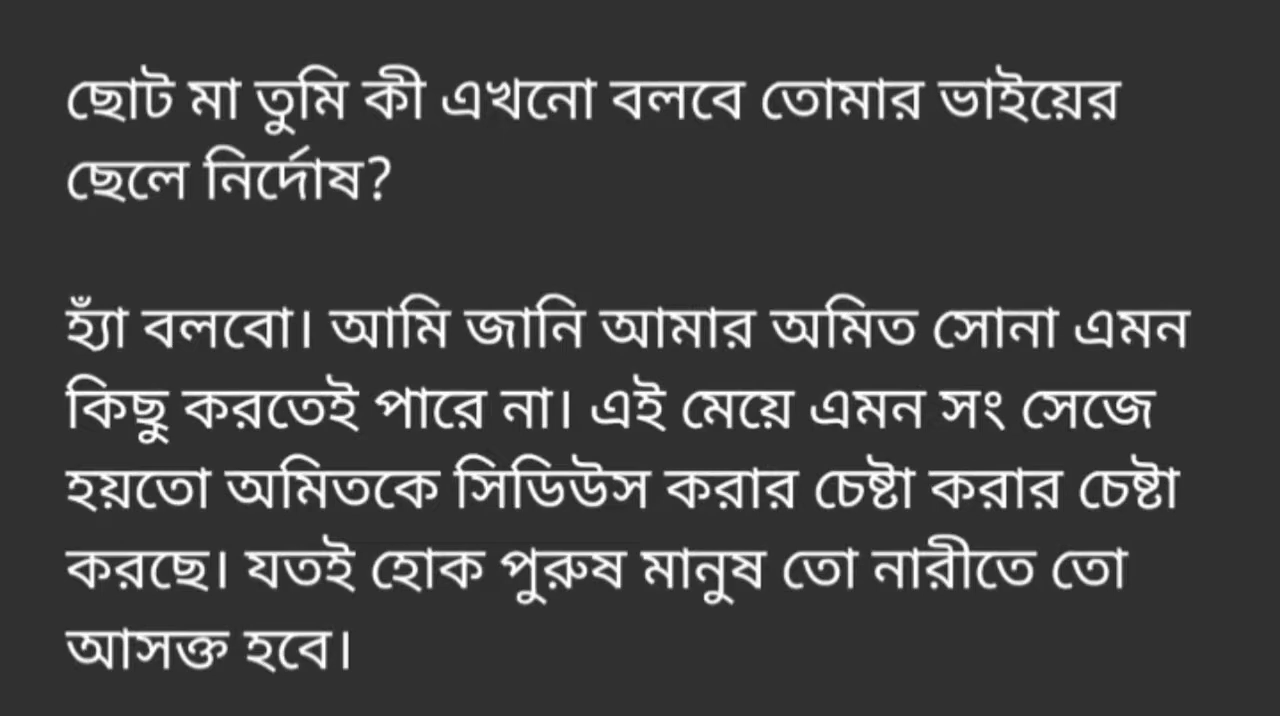 ছোট মা তুমি কী এখনো বলবে তোমার ভাইয়ের
ছেলে নির্দোষ?
হ্যাঁ বলবো। আমি জানি আমার অমিত সোনা এমন
কিছু করতেই পারে না। এই মেয়ে এমন সং সেজে
হয়তো অমিতকে সিডিউস করার চেষ্টা করার চেষ্টা
করছে। যতই হোক পুরুষ মানুষ তো নারীতে তো
আসক্ত হবে।